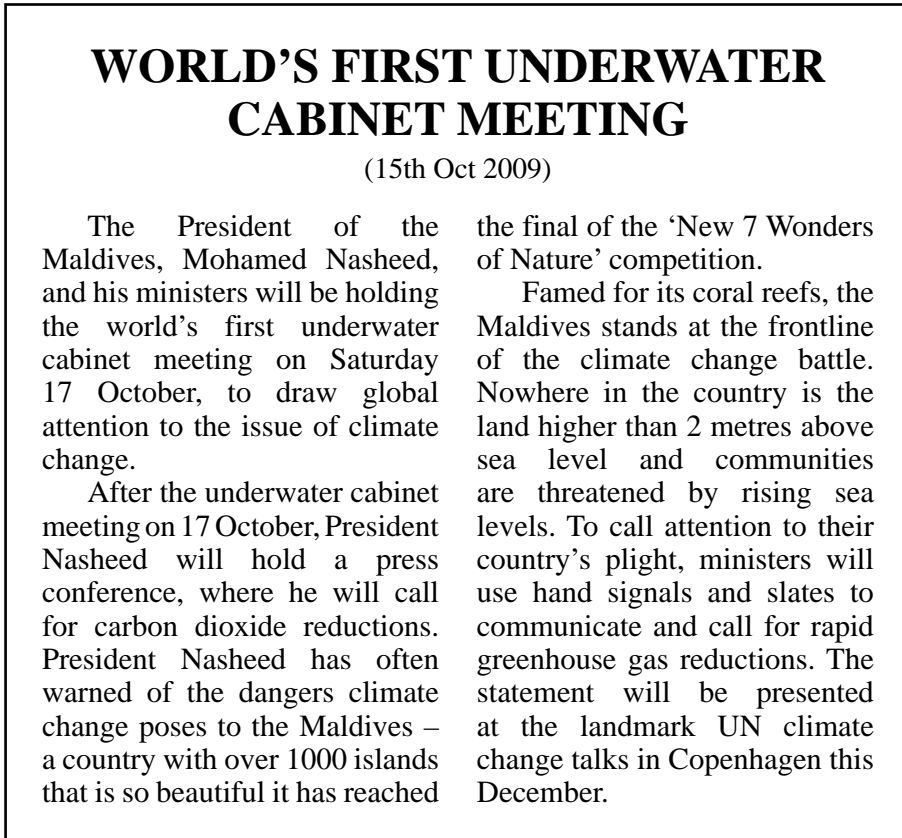 WORLD’S FIRST UNDERWATER
CABINET MEETING
(15th Oct 2009)
The President of the
Maldives, Mohamed Nasheed,
and his ministers will be holding
the world’s first underwater
cabinet meeting on Saturday
17 October, to draw global
attention to the issue of climate
change.
After the underwater cabinet
meeting on 17 October, President
Nasheed will hold a press
conference, where he will call
for carbon dioxide reductions.
President Nasheed has often
warned of the dangers climate
change poses to the Maldives –
a country with over 1000 islands
that is so beautiful it has reached
the final of the ‘New 7 Wonders
of Nature’ competition.
Famed for its coral reefs, the
Maldives stands at the frontline
of the climate change battle.
Nowhere in the country is the
land higher than 2 metres above
sea level and communities
are threatened by rising sea
levels. To call attention to their
country’s plight, ministers will
use hand signals and slates to
communicate and call for rapid
greenhouse gas reductions. The
statement will be presented
at the landmark UN climate
change talks in Copenhagen this
December.